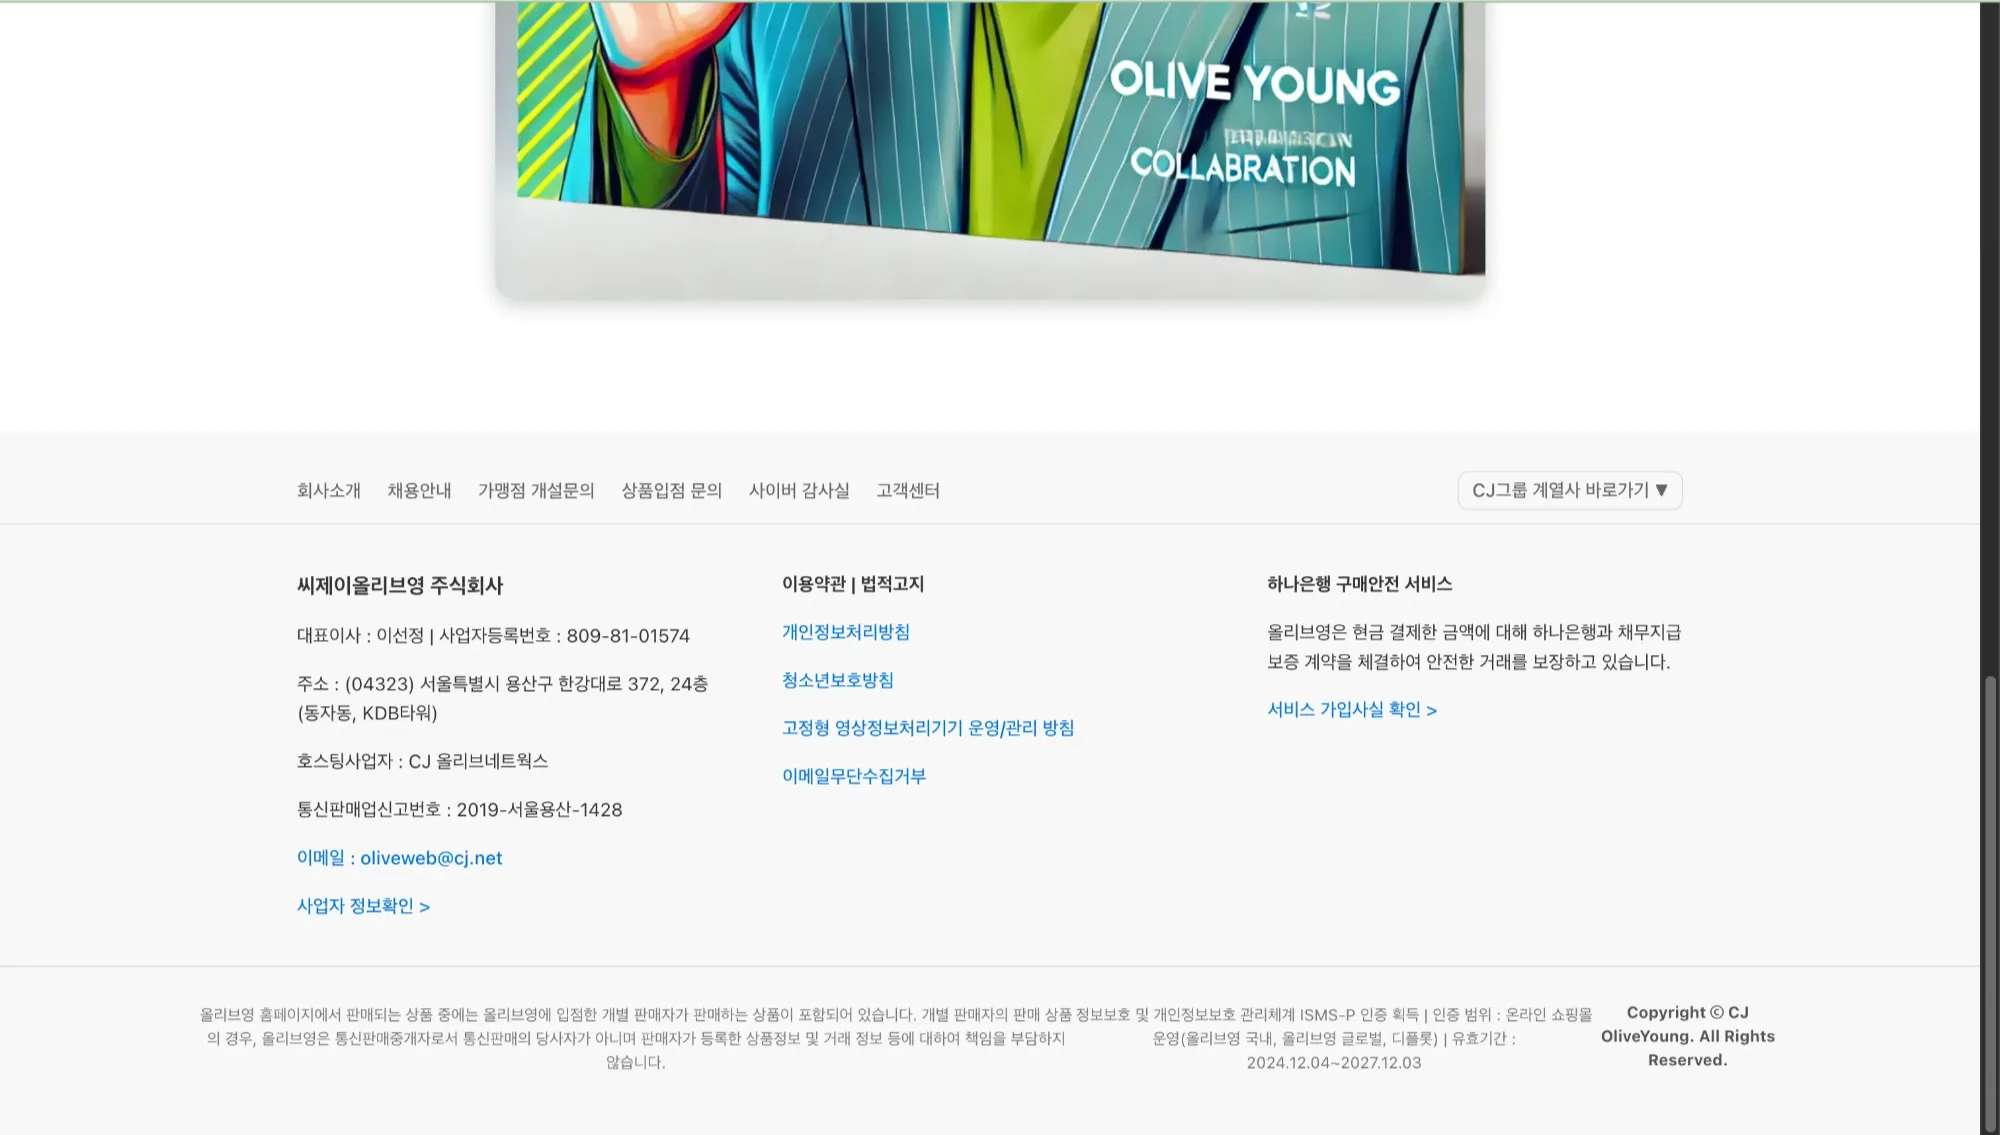 OLIVE YOUNG
COLLABRATION
회사소개 채용안내 가맹점 개설문의 상품입점 문의 사이버 감사실 고객센터 CJ그룹 계열사 바로가기 ▼
씨제이올리브영 주식회사
대표이사 : 이선정 | 사업자등록번호 : 809-81-01574
주소 : (04323) 서울특별시 용산구 한강대로 372, 24층
(동자동, KDB타워)
호스팅사업자 : CJ 올리브네트웍스
통신판매업신고번호 : 2019-서울용산-1428
이메일 : oliveweb@cj.net
사업자 정보확인 >
이용약관 | 법적고지
개인정보처리방침
청소년보호방침
고정형 영상정보처리기기 운영/관리 방침
이메일무단수집거부
하나은행 구매안전 서비스
올리브영은 현금 결제한 금액에 대해 하나은행과 채무지급
보증 계약을 체결하여 안전한 거래를 보장하고 있습니다.
서비스 가입사실 확인 >
올리브영 홈페이지에서 판매되는 상품 중에는 올리브영에 입점한 개별 판매자가 판매하는 상품이 포함되어 있습니다. 개별 판매자의 판매 상품
의 경우, 올리브영은 통신판매중개자로서 통신판매의 당사자가 아니며 판매자가 등록한 상품정보 및 거래 정보 등에 대하여 책임을 부담하지
않습니다.
정보보호 및 개인정보보호 관리체계 ISMS-P 인증 획득 | 인증 범위 : 온라인 쇼핑몰
운영(올리브영 국내, 올리브영 글로벌, 디플롯) | 유효기간 :
2024.12.04~2027.12.03
Copyright ⓒ CJ
OliveYoung. All Rights
Reserved.